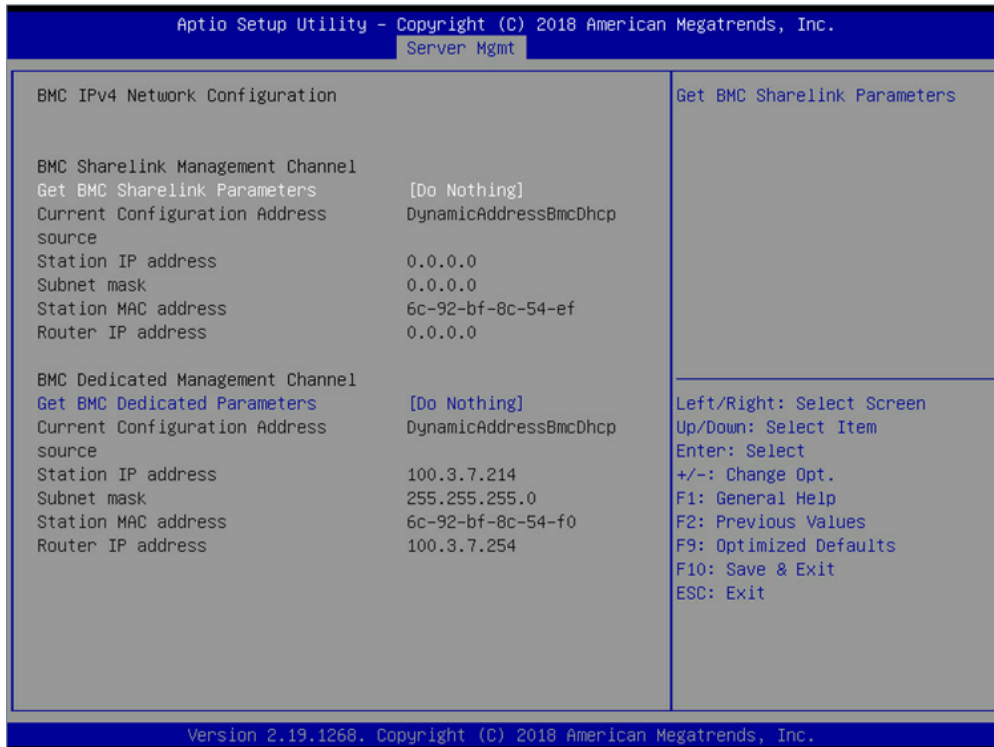 Aptio Setup Utility – Copyright (C) 2018 American Megatrends, Inc.
Server Mgmt
BMC IPv4 Network Configuration
Get BMC Sharelink Parameters
BMC Sharelink Management Channel
Get BMC Sharelink Parameters [Do Nothing]
Current Configuration Address DynamicAddressBmcDhcp
source
Station IP address 0.0.0.0
Subnet mask 0.0.0.0
Station MAC address 6c-92-bf-8c-54-ef
Router IP address 0.0.0.0
BMC Dedicated Management Channel
Get BMC Dedicated Parameters [Do Nothing]
Current Configuration Address DynamicAddressBmcDhcp
source
Station IP address 100.3.7.214
Subnet mask 255.255.255.0
Station MAC address 6c-92-bf-8c-54-f0
Router IP address 100.3.7.254
Left/Right: Select Screen
Up/Down: Select Item
Enter: Select
+/-: Change Opt.
F1: General Help
F2: Previous Values
F9: Optimized Defaults
F10: Save & Exit
ESC: Exit
Version 2.19.1268. Copyright (C) 2018 American Megatrends, Inc.